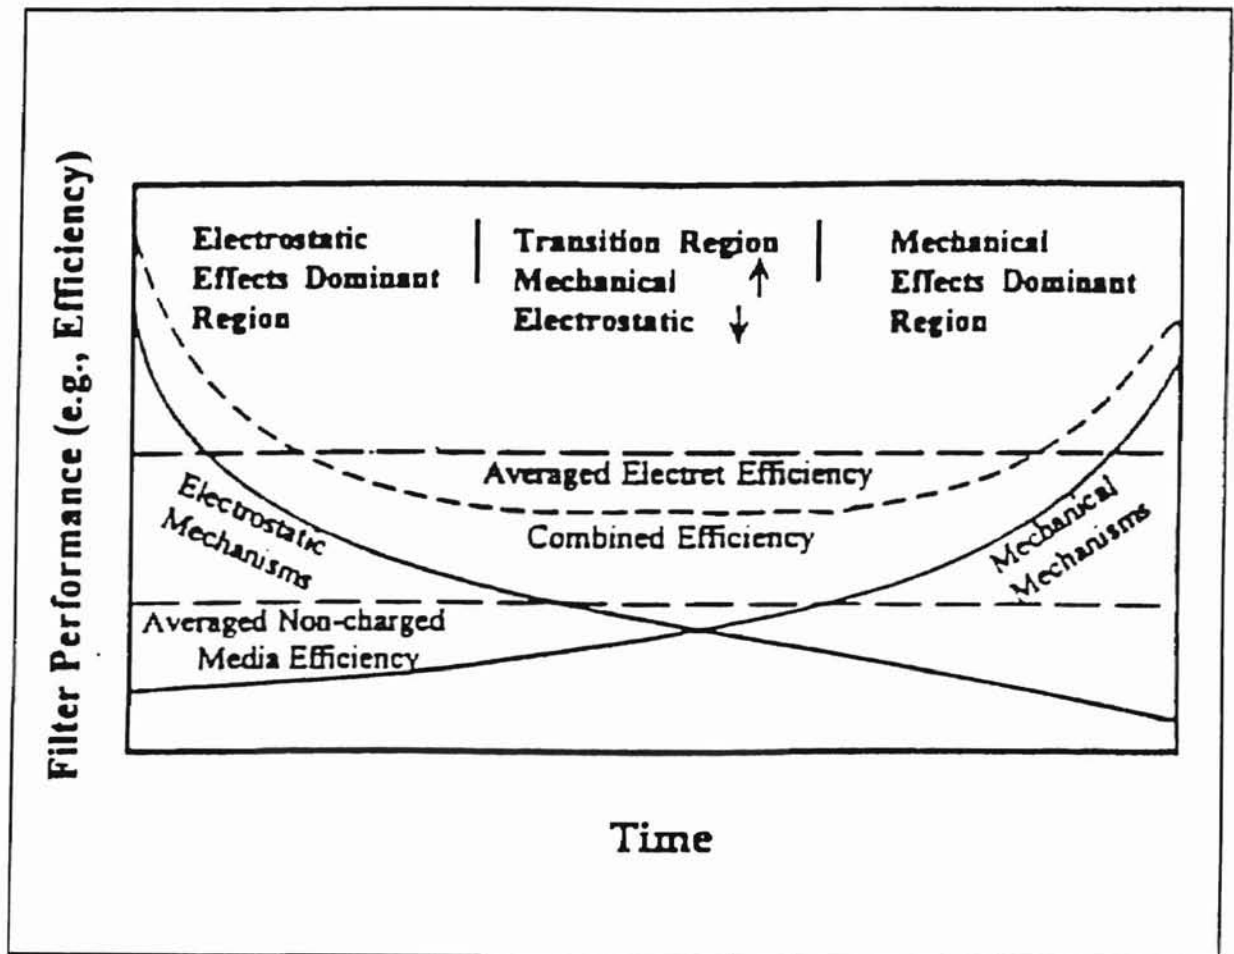 Filter Performance (e.g., Efficiency)
Electrostatic
Effects Dominant
Region
Transition Region
Mechanical ↑
Electrostatic ↓
Mechanical
Effects Dominant
Region
Averaged Electret Efficiency
Combined Efficiency
Electrostatic
Mechanisms
Mechanical
Mechanisms
Averaged Non-charged
Media Efficiency
Time